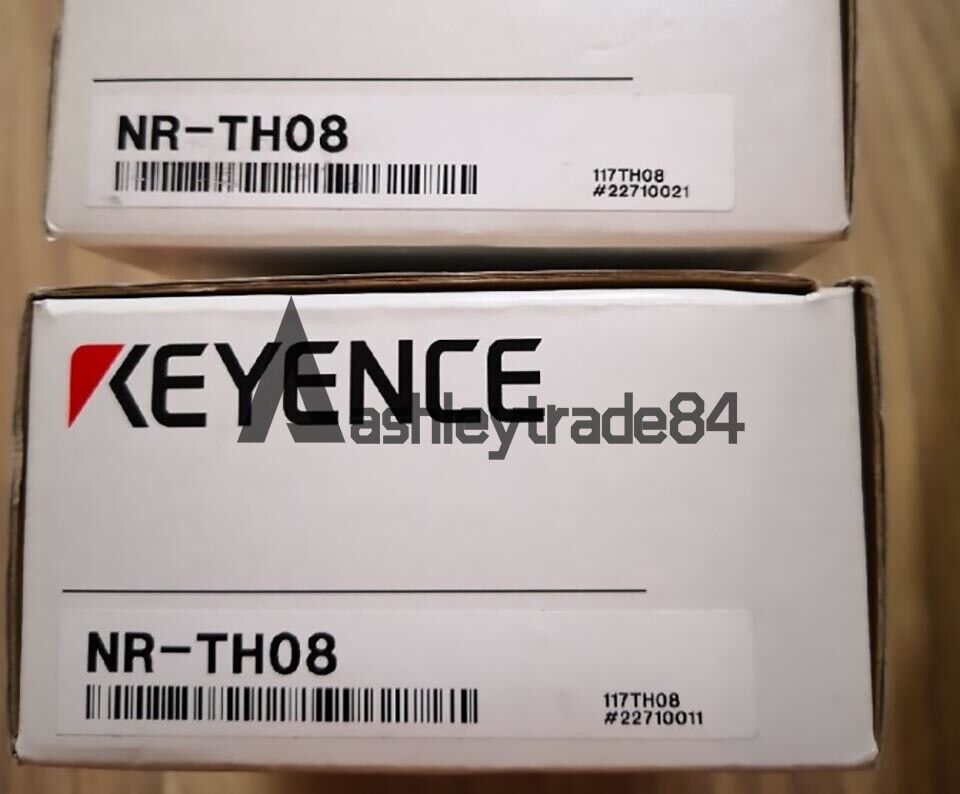 NR-TH08
117TH08
#22710021
KEYENCE
ashleytrade84
NR-TH08
117TH08
#22710011